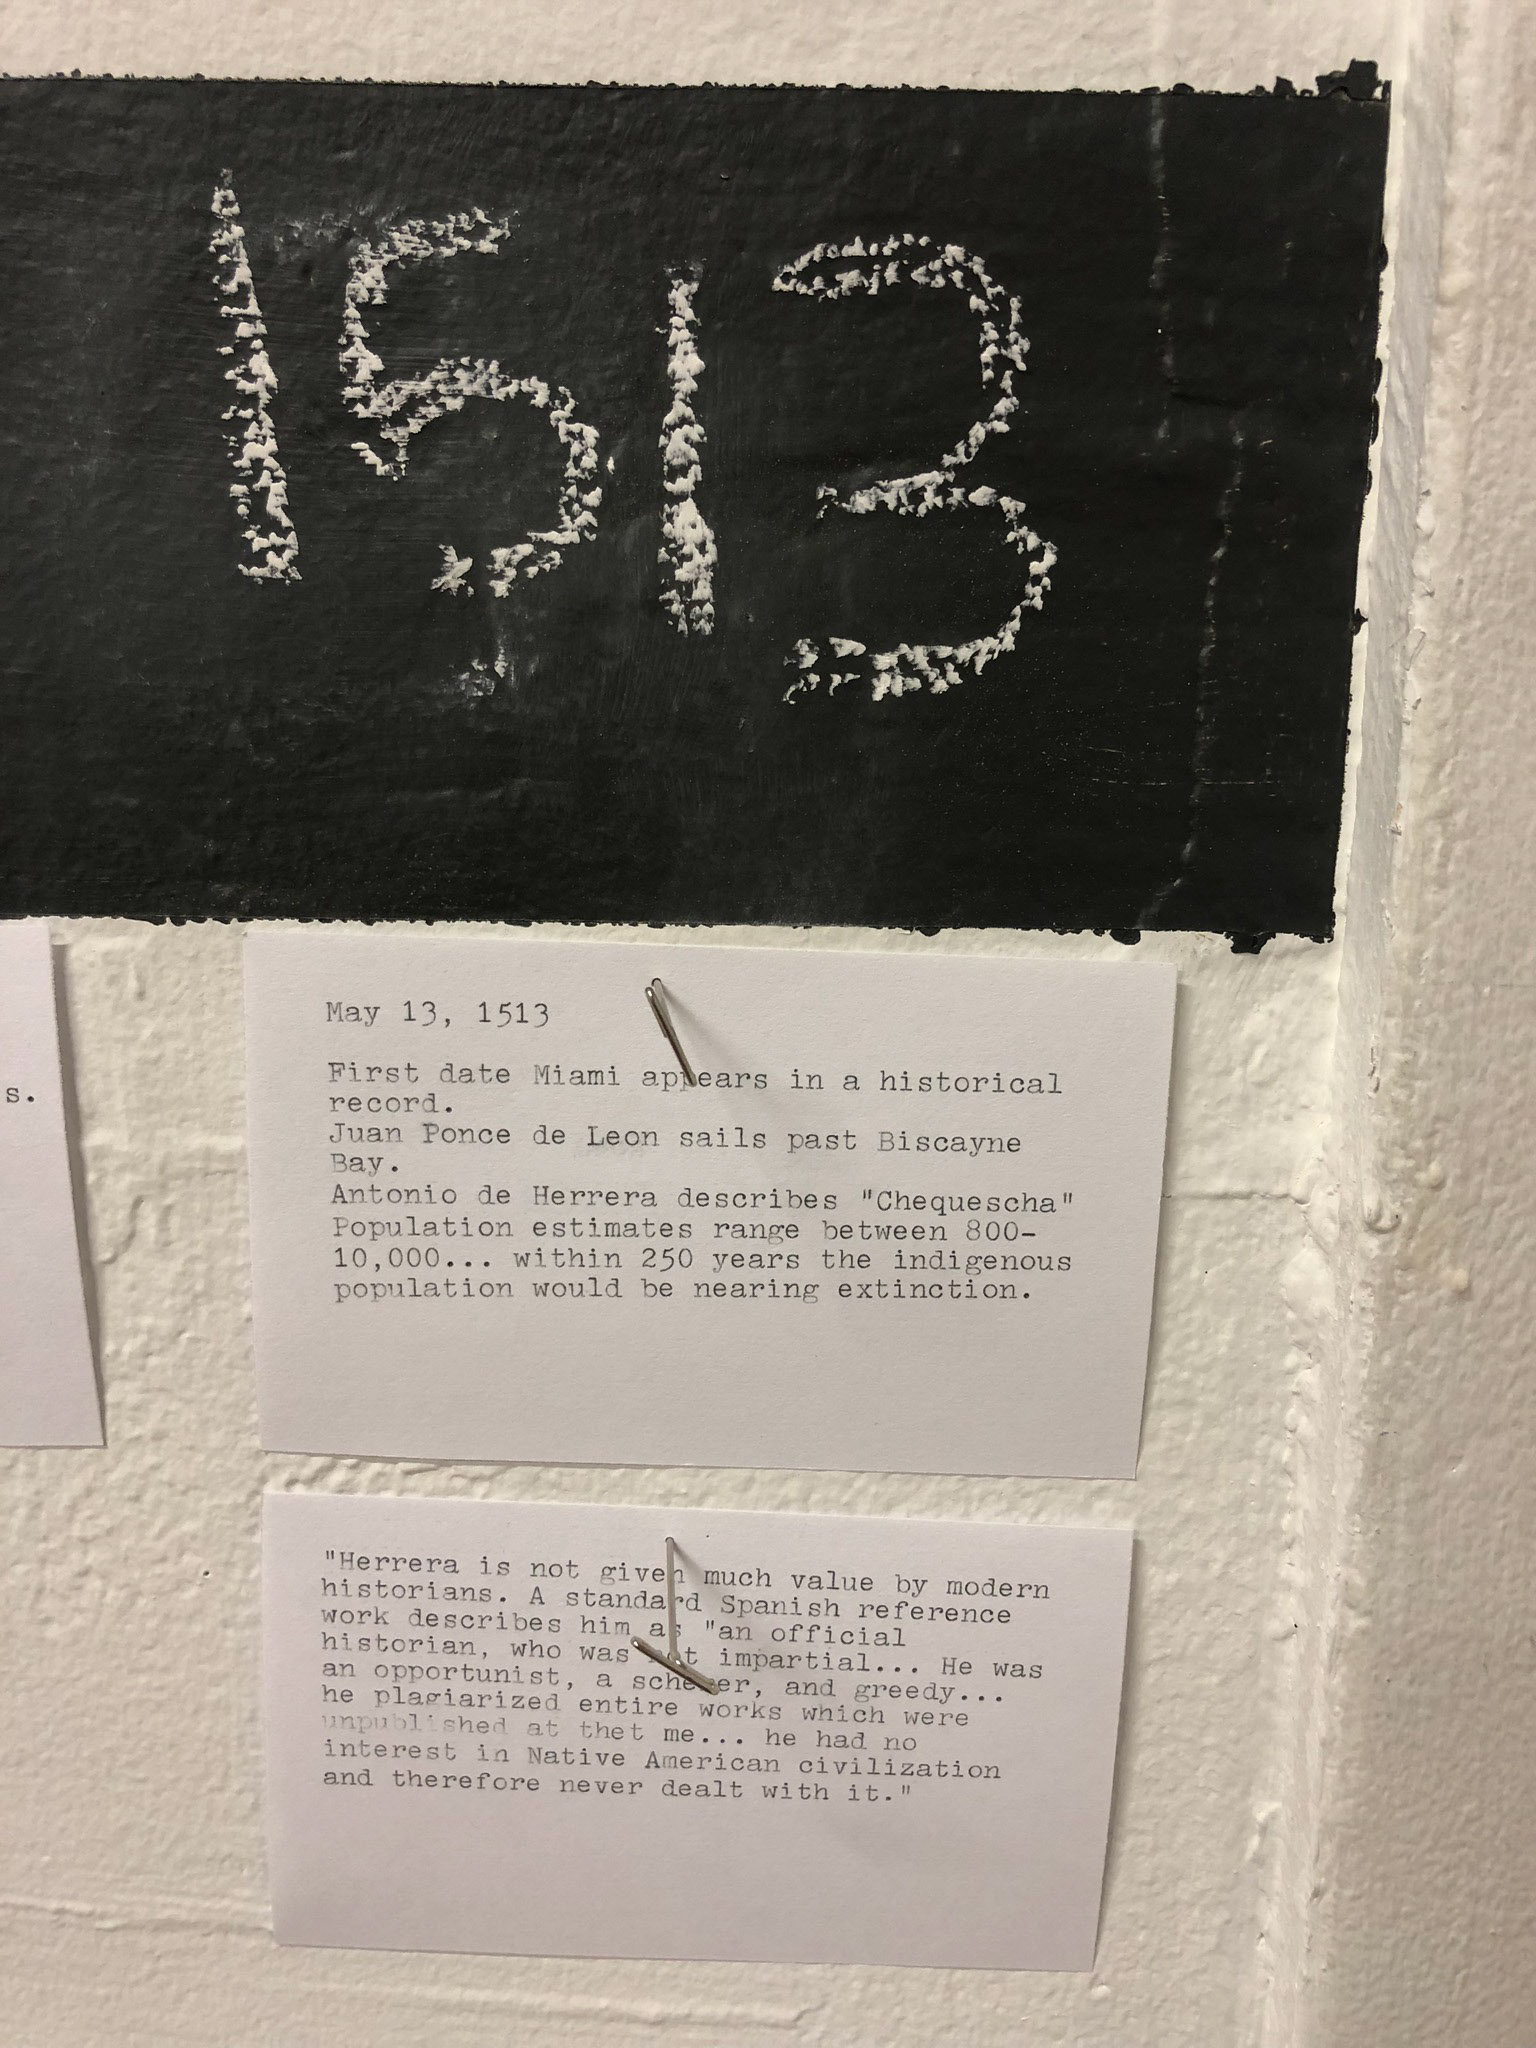 1513
s.
May 13, 1513
First date Miami appears in a historical
record.
Juan Ponce de Leon sails past Biscayne
Bay.
Antonio de Herrera describes "Chequescha"
Population estimates range between 800-
10,000... within 250 years the indigenous
population would be nearing extinction.
"Herrera is not given much value by modern
historians. A standard Spanish reference
work describes him as "an official
historian, who was not impartial... He was
an opportunist, a schemer, and greedy...
he plagiarized entire works which were
unpublished at thet me... he had no
interest in Native American civilization
and therefore never dealt with it."